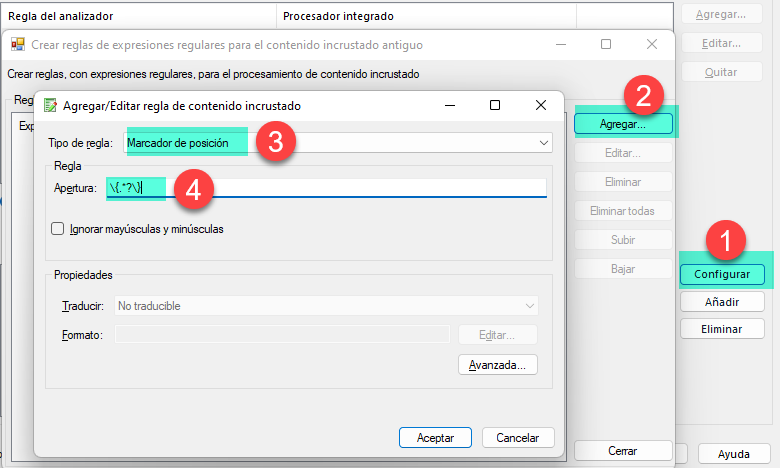 Regla del analizador
Procesador integrado
Agregar...
Editar...
Quitar
Crear reglas de expresiones regulares para el contenido incrustado antiguo
Crear reglas, con expresiones regulares, para el procesamiento de contenido incrustado
Reg
Exp
2
Agregar...
Editar...
Eliminar
Eliminar todas
Subir
Bajar
Cerrar
Agregar/Editar regla de contenido incrustado
Tipo de regla:
Marcador de posición
3
Regla
Apertura:
\{.*?\}
4
Ignorar mayúsculas y minúsculas
Propiedades
Traducir:
No traducible
Formato:
Editar...
Avanzada...
Aceptar
Cancelar
1
Configurar
Añadir
Eliminar
Ayuda